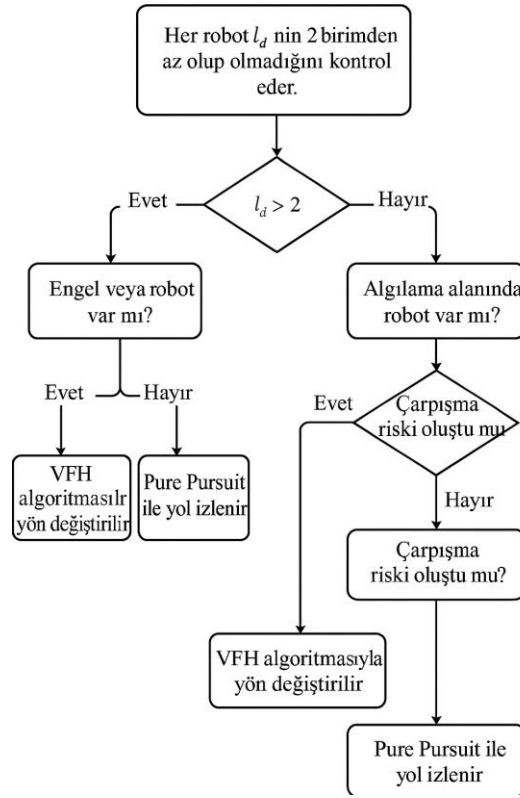 Her robot l_d nin 2 birimden
az olup olmadığını kontrol
eder.
Evet
l_d > 2
Hayır
Engel veya robot
var mı?
Algılama alanında
robot var mı?
Evet
Hayır
Evet
Çarpışma
riski oluştu mu
VFH
algoritmasılr
yön değiştirilir
Pure Pursuit
ile yol izlenir
Hayır
Çarpışma
riski oluştu mu?
VFH algoritmasıyla
yön değiştirilir
Pure Pursuit ile
yol izlenir